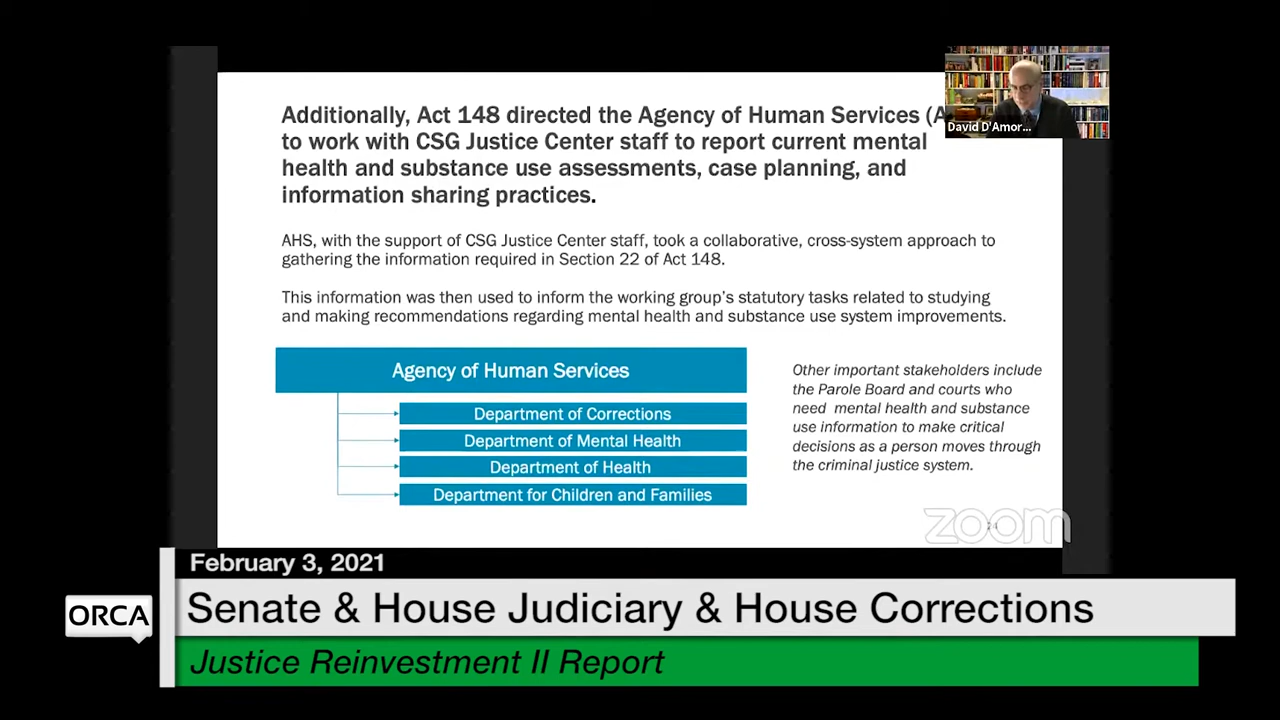 Additionally, Act 148 directed the Agency of Human Services (A
to work with CSG Justice Center staff to report current mental
health and substance use assessments, case planning, and
information sharing practices.
David D'Amor...
AHS, with the support of CSG Justice Center staff, took a collaborative, cross-system approach to
gathering the information required in Section 22 of Act 148.
This information was then used to inform the working group's statutory tasks related to studying
and making recommendations regarding mental health and substance use system improvements.
Agency of Human Services
Department of Corrections
Department of Mental Health
Department of Health
Department for Children and Families
Other important stakeholders include
the Parole Board and courts who
need mental health and substance
use information to make critical
decisions as a person moves through
the criminal justice system.
zoom
February 3, 2021
ORCA
Senate & House Judiciary & House Corrections
Justice Reinvestment II Report